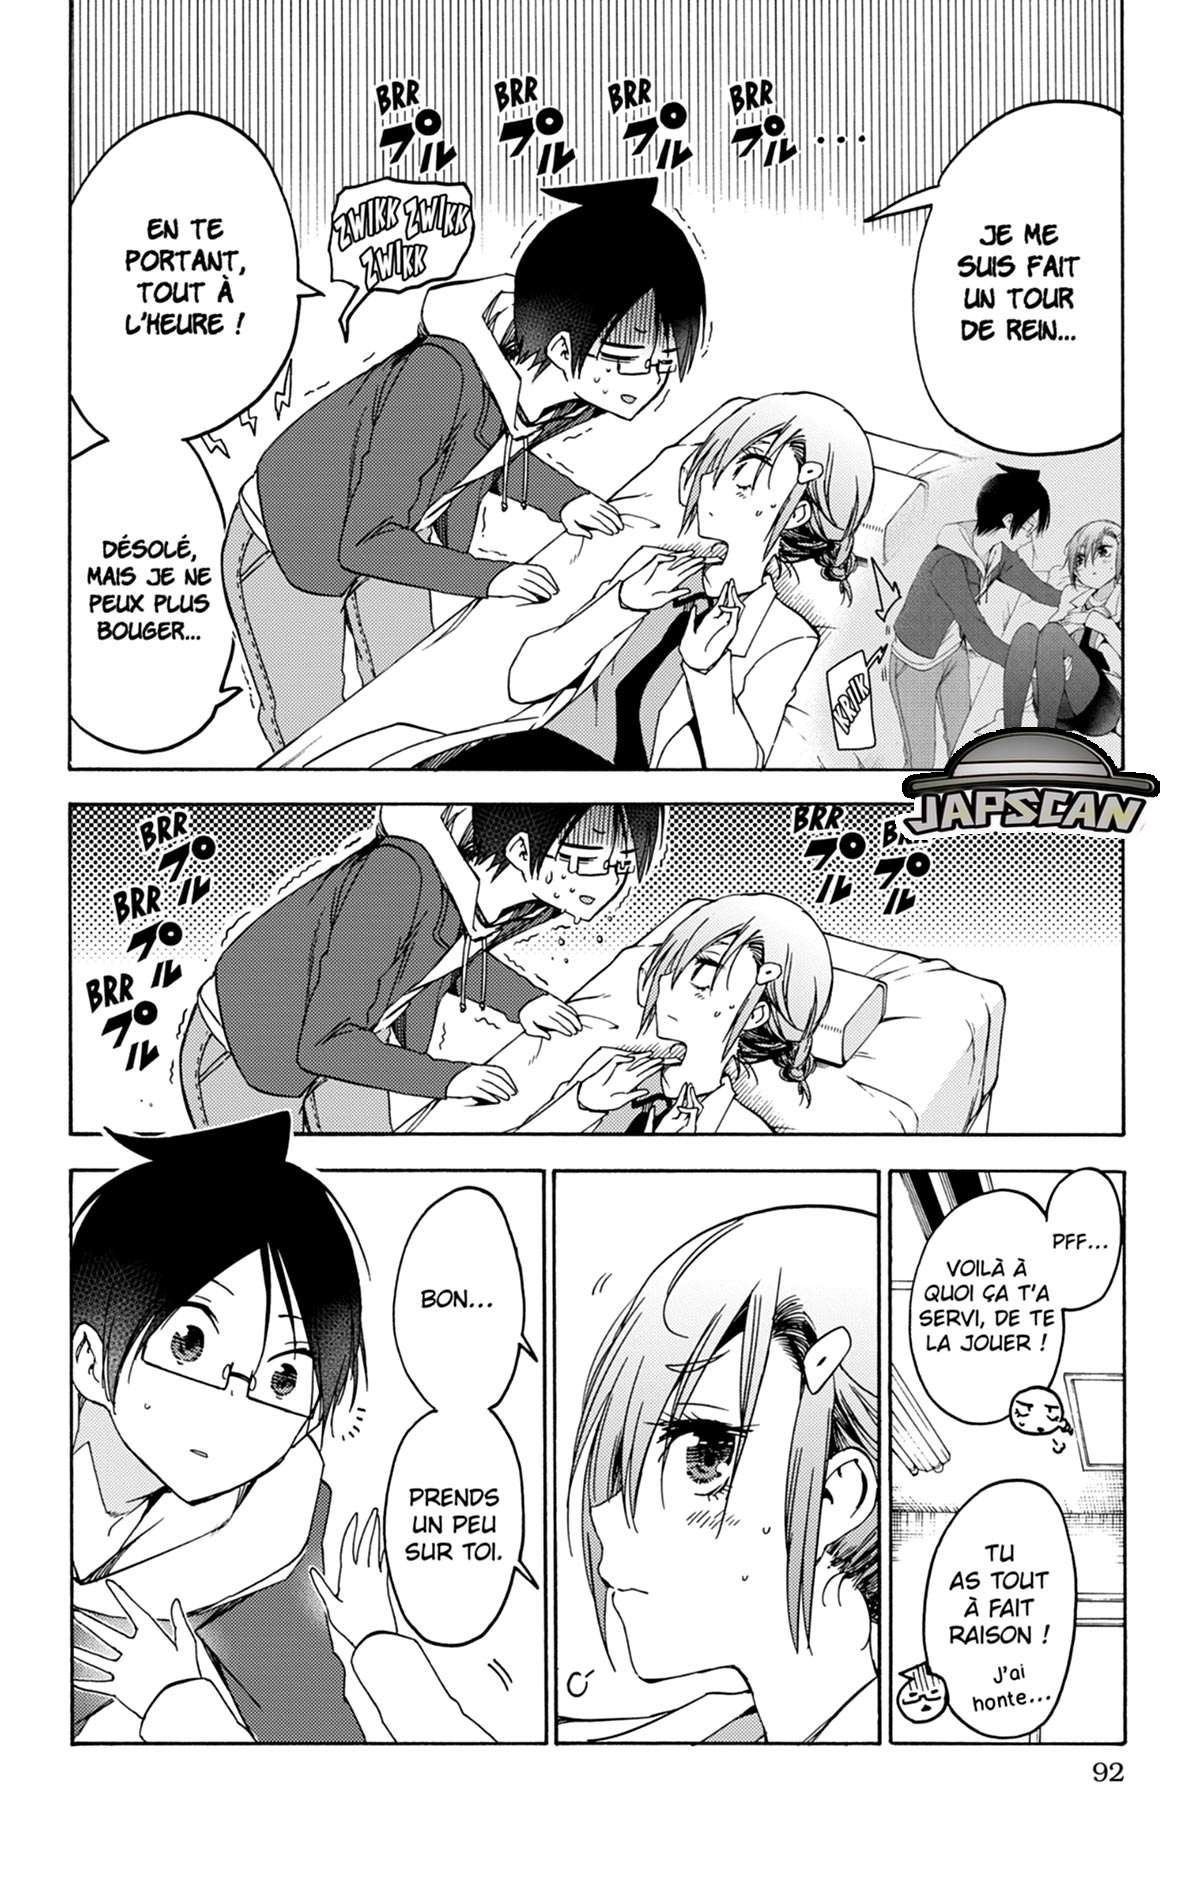 BRR
プル
BRR
プル
BRR
プル
BRR
プル
...
JE ME
SUIS FAIT
UN TOUR
DE REIN...
ZWIKK ZWIKK
ZWIKK
EN TE
PORTANT,
TOUT À
L'HEURE !
DÉSOLÉ,
MAIS JE NE
PEUX PLUS
BOUGER...
KRIIK
JAPSCAN
BRR
プル
BRR
プル
BRR
プル
BRR
プル
BRR
プル
PFF...
VOILÀ À
QUOI ÇA T'A
SERVI, DE TE
LA JOUER !
TU
AS TOUT
À FAIT
RAISON !
J'ai
honte...
BON...
PRENDS
UN PEU
SUR TOI.
92